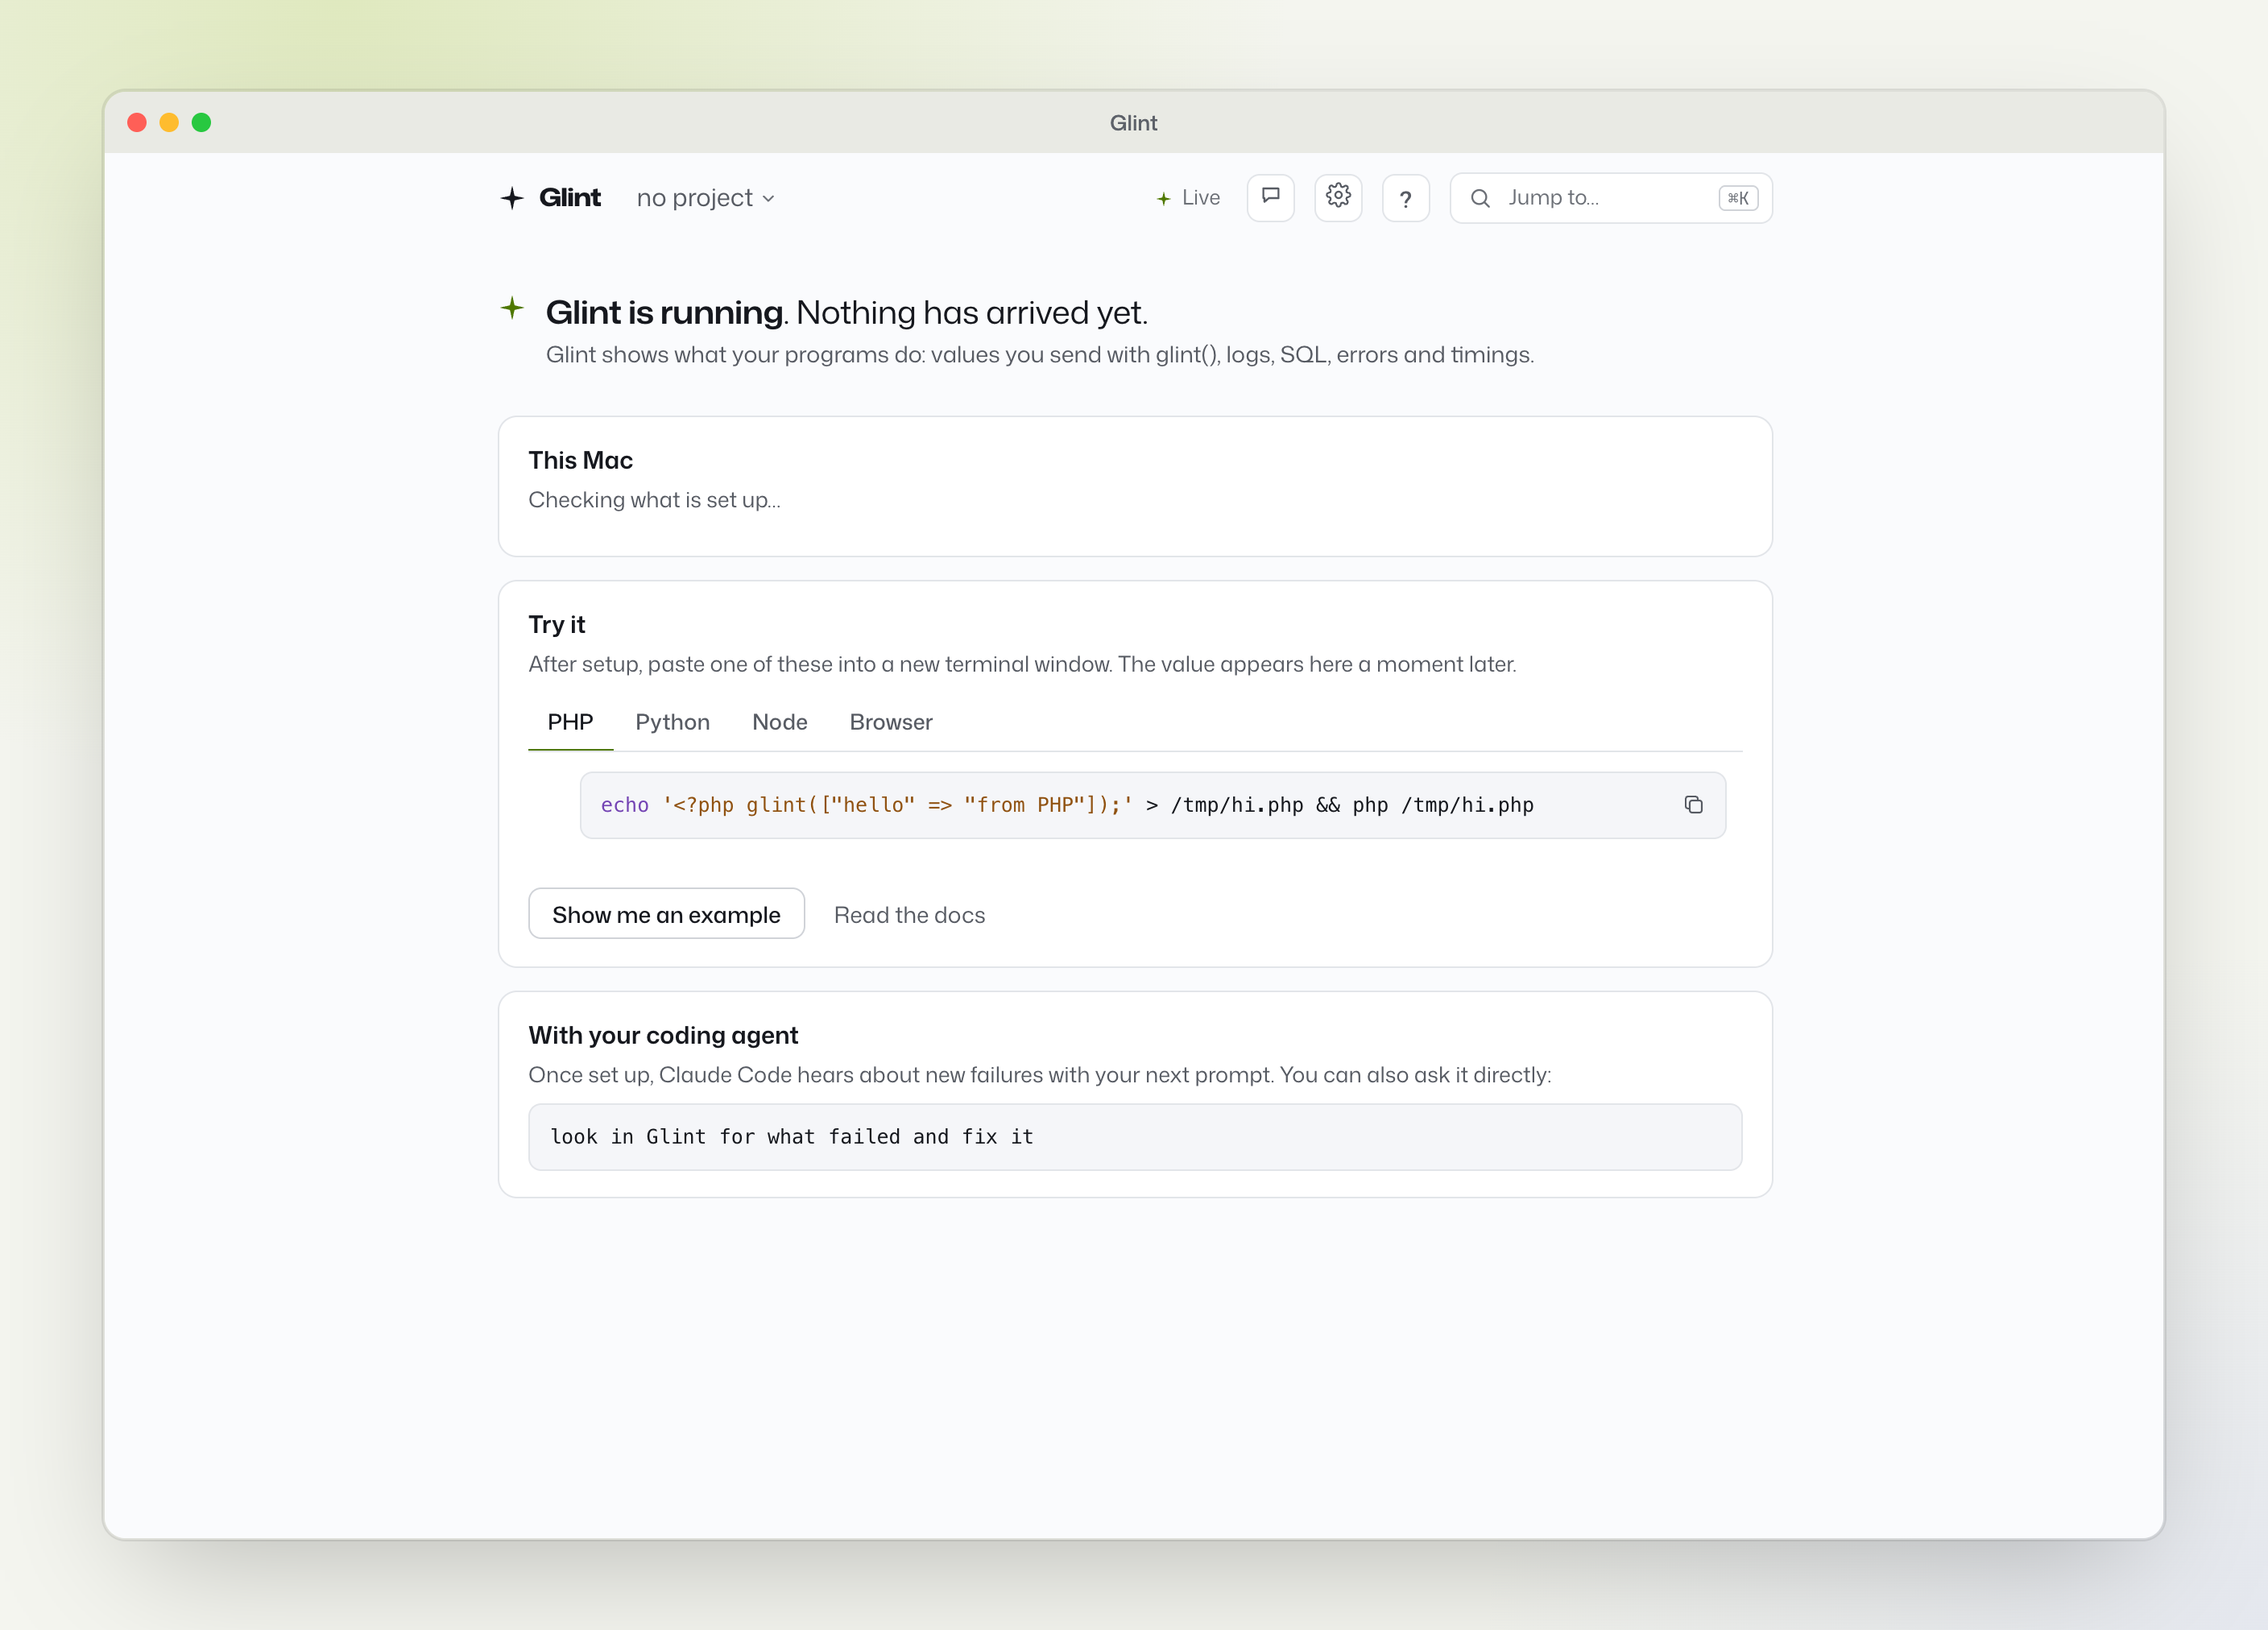 Glint
Glint no project Live ? Jump to... ⌘K
Glint is running. Nothing has arrived yet.
Glint shows what your programs do: values you send with glint(), logs, SQL, errors and timings.
This Mac
Checking what is set up...
Try it
After setup, paste one of these into a new terminal window. The value appears here a moment later.
PHP Python Node Browser
echo '<?php glint(["hello" => "from PHP"]);' > /tmp/hi.php && php /tmp/hi.php
Show me an example Read the docs
With your coding agent
Once set up, Claude Code hears about new failures with your next prompt. You can also ask it directly:
look in Glint for what failed and fix it